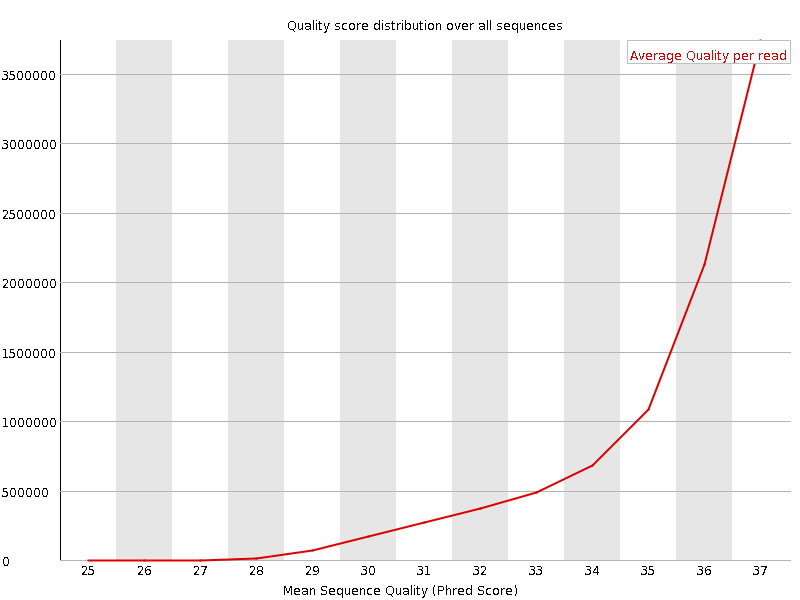 Quality score distribution over all sequences
Average Quality per read
3500000
3000000
2500000
2000000
1500000
1000000
500000
0
25 26 27 28 29 30 31 32 33 34 35 36 37
Mean Sequence Quality (Phred Score)